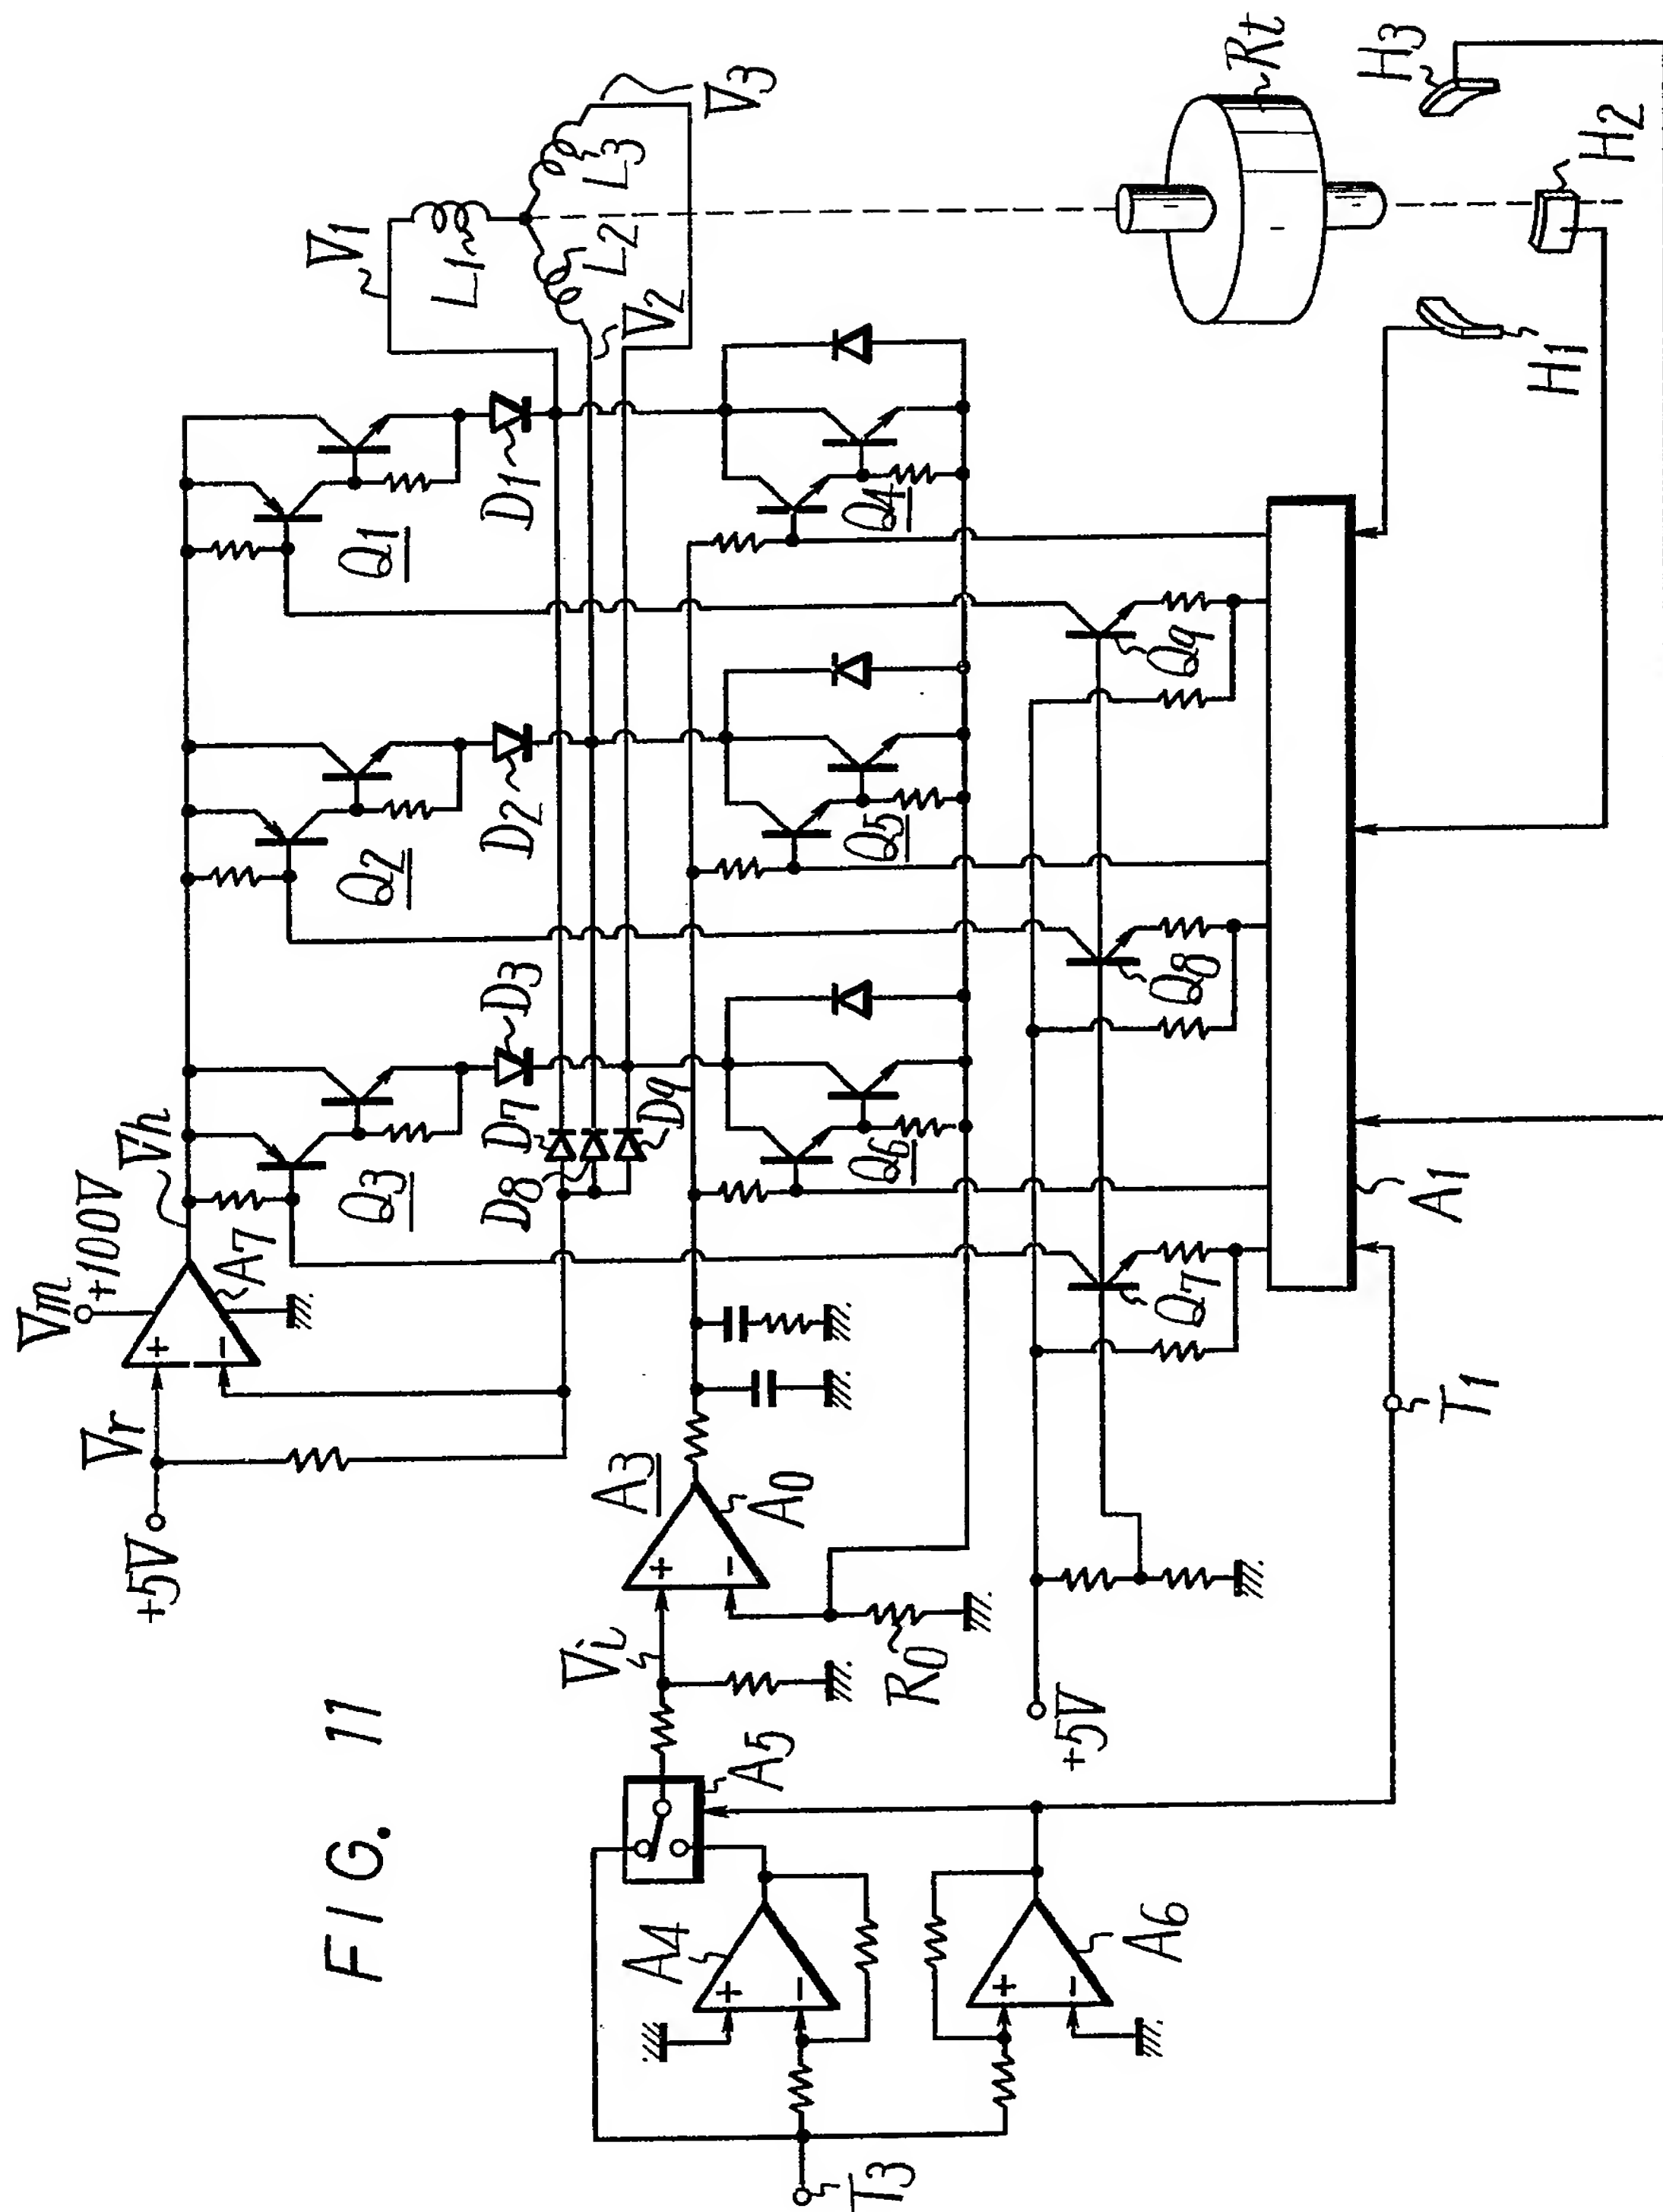 FIG. 11
Vm
+100V
Vh
A7
+
−
Vr
+5V
Q3
Q2
Q1
D3
D2
D1
D7
D8
D9
V1
L1
L2
L3
V2
V3
Q6
Q5
Q4
A3
A0
+
−
Vi
R0
A5
A4
+
−
A6
+
−
T3
+5V
Q7
Q8
Q9
A1
T1
Rt
H1
H2
H3